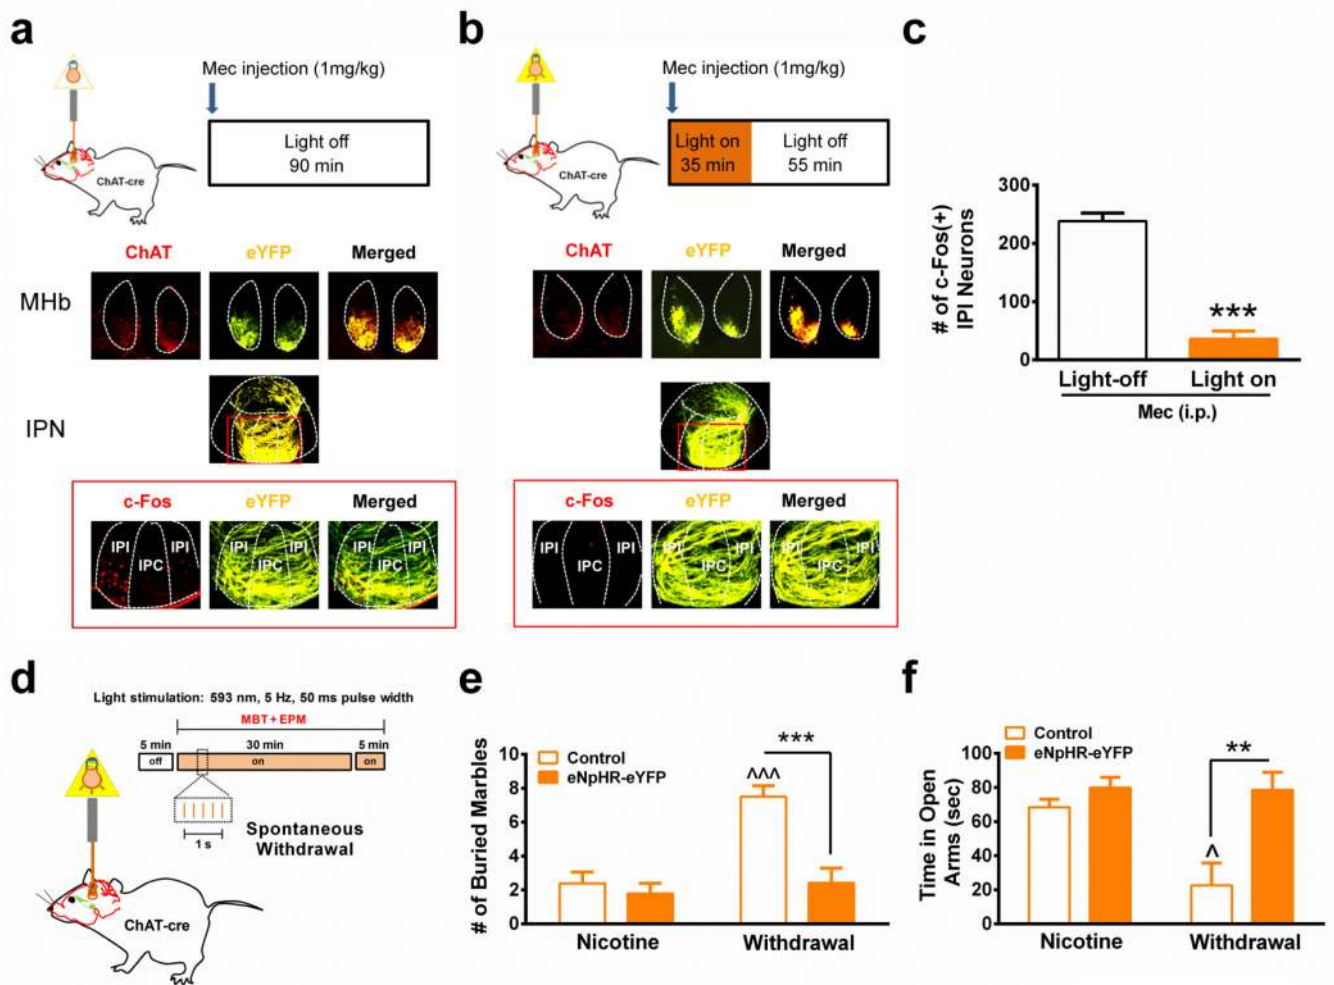 a
Mec injection (1mg/kg)
Light off
90 min
ChAT-cre
ChAT eYFP Merged
MHb
IPN
c-Fos eYFP Merged
IPI IPI IPI IPI IPI IPI
IPC IPC IPC
b
Mec injection (1mg/kg)
Light on Light off
35 min 55 min
ChAT-cre
ChAT eYFP Merged
c-Fos eYFP Merged
IPI IPI IPI IPI IPI IPI
IPC IPC IPC
c
# of c-Fos(+)
IPI Neurons
300
200
100
0
***
Light-off Light on
Mec (i.p.)
d
Light stimulation: 593 nm, 5 Hz, 50 ms pulse width
MBT + EPM
5 min 30 min 5 min
off on on
1 s
Spontaneous
Withdrawal
ChAT-cre
e
# of Buried Marbles
10
8
6
4
2
0
Control
eNpHR-eYFP
***
^^^
Nicotine Withdrawal
f
Time in Open
Arms (sec)
100
80
60
40
20
0
Control
eNpHR-eYFP
**
^
Nicotine Withdrawal